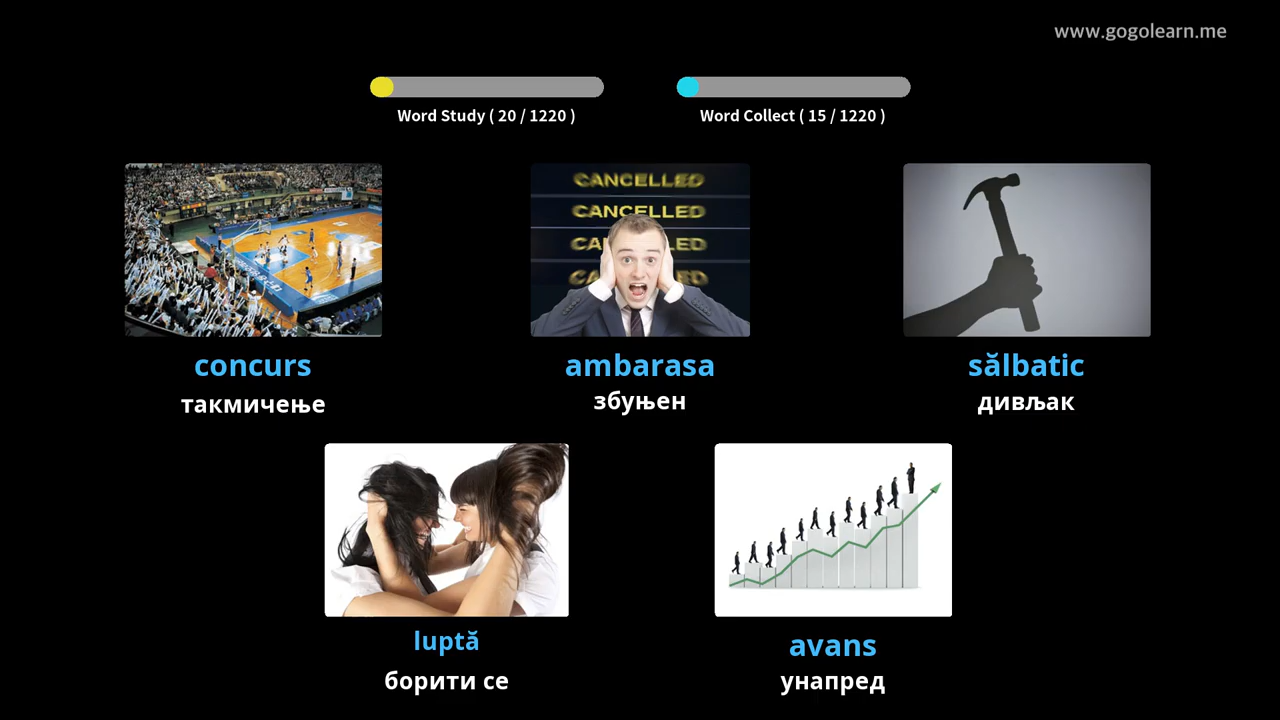 www.gogolearn.me
Word Study ( 20 / 1220 )
Word Collect ( 15 / 1220 )
CANCELLED
CANCELLED
concurs
ambarasa
sălbatic
такмичење
збуњен
дивљак
luptă
avans
борити се
унапред